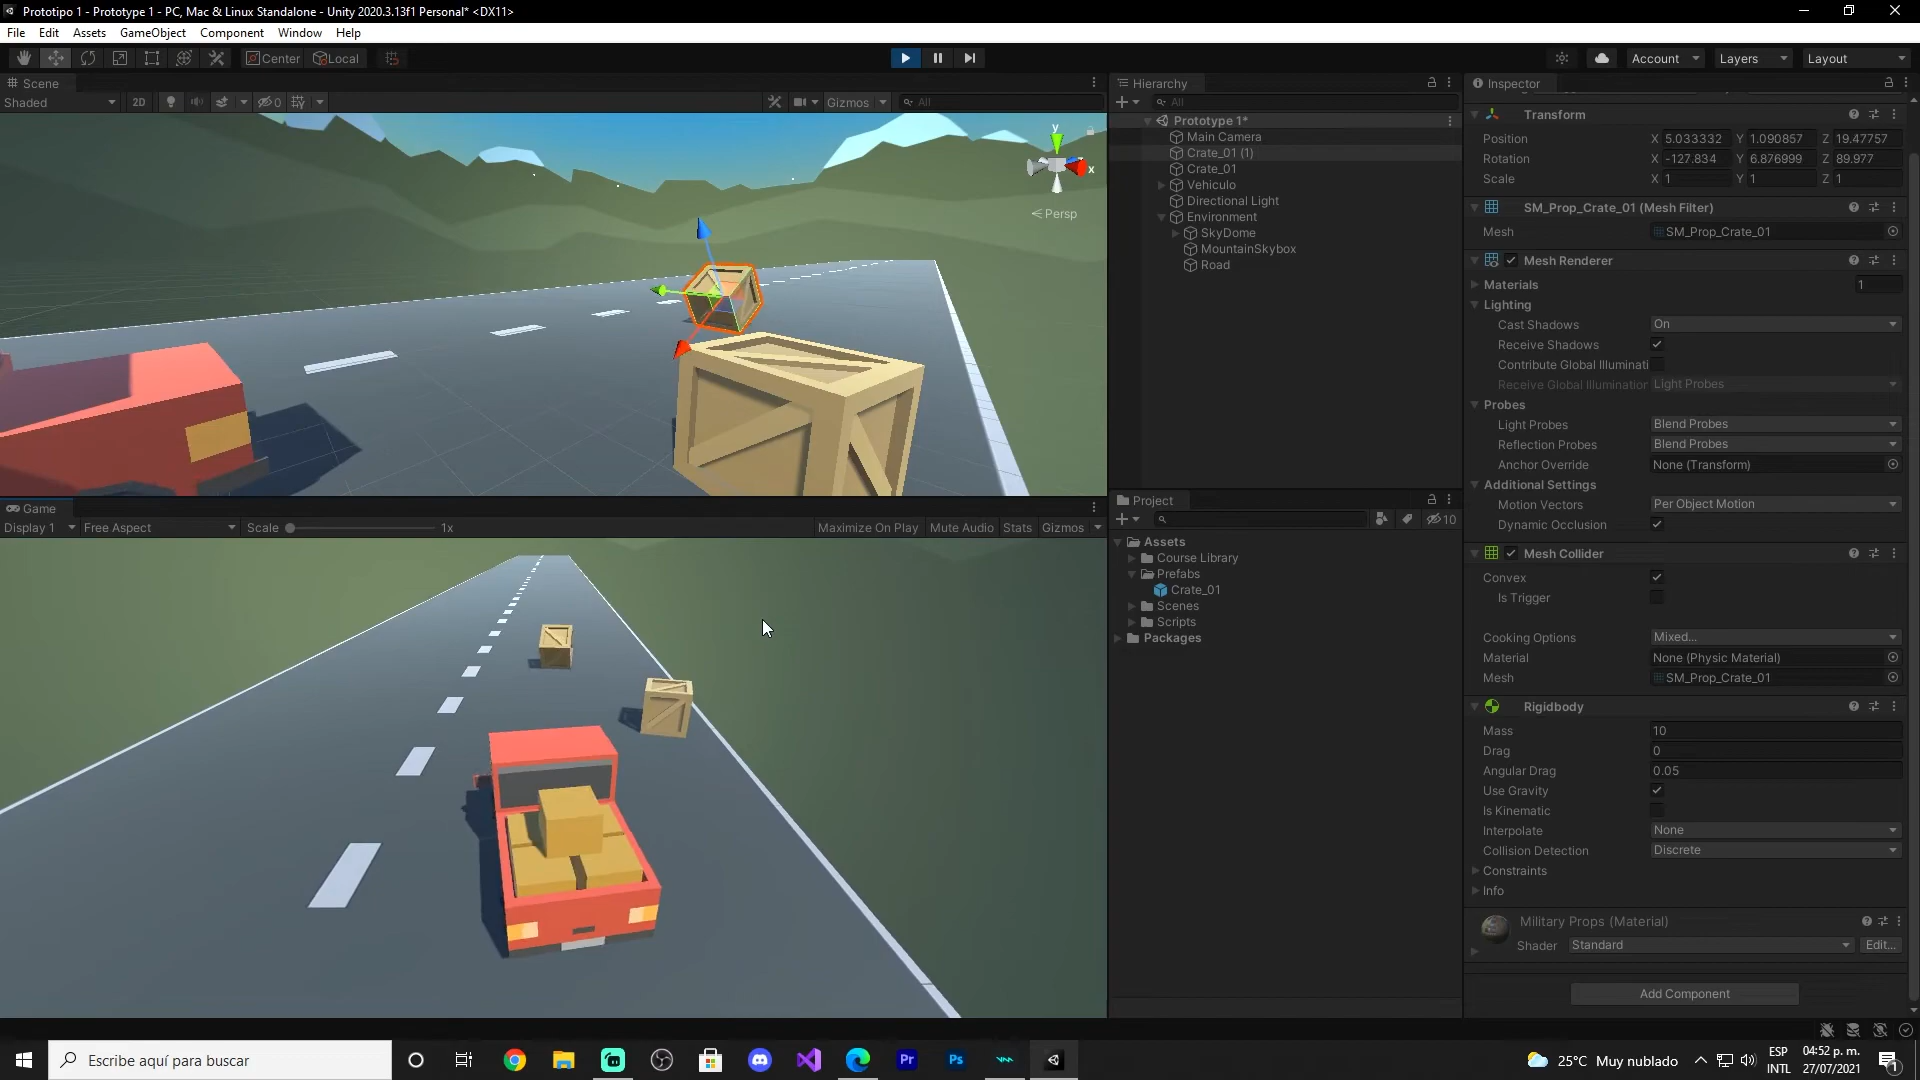 Prototipo 1 - Prototype 1 - PC, Mac & Linux Standalone - Unity 2020.3.13f1 Personal* <DX11>
File Edit Assets GameObject Component Window Help
Center Local Account Layers Layout
Scene
Shaded 2D 0 Gizmos All
y
x
Persp
Game
Display 1 Free Aspect Scale 1x Maximize On Play Mute Audio Stats Gizmos
Hierarchy
All
Prototype 1*
Main Camera
Crate_01 (1)
Crate_01
Vehiculo
Directional Light
Environment
SkyDome
MountainSkybox
Road
Project
10
Assets
Course Library
Prefabs
Crate_01
Scenes
Scripts
Packages
Inspector
Transform
Position X 5.033332 Y 1.090857 Z 19.47757
Rotation X -127.834 Y 6.876999 Z 89.977
Scale X 1 Y 1 Z 1
SM_Prop_Crate_01 (Mesh Filter)
Mesh SM_Prop_Crate_01
Mesh Renderer
Materials 1
Lighting
Cast Shadows On
Receive Shadows
Contribute Global Illuminati
Receive Global Illumination Light Probes
Probes
Light Probes Blend Probes
Reflection Probes Blend Probes
Anchor Override None (Transform)
Additional Settings
Motion Vectors Per Object Motion
Dynamic Occlusion
Mesh Collider
Convex
Is Trigger
Cooking Options Mixed...
Material None (Physic Material)
Mesh SM_Prop_Crate_01
Rigidbody
Mass 10
Drag 0
Angular Drag 0.05
Use Gravity
Is Kinematic
Interpolate None
Collision Detection Discrete
Constraints
Info
Military Props (Material)
Shader Standard Edit...
Add Component
Escribe aquí para buscar
Pr
Ps
25°C Muy nublado
ESP
INTL
04:52 p. m.
27/07/2021
1